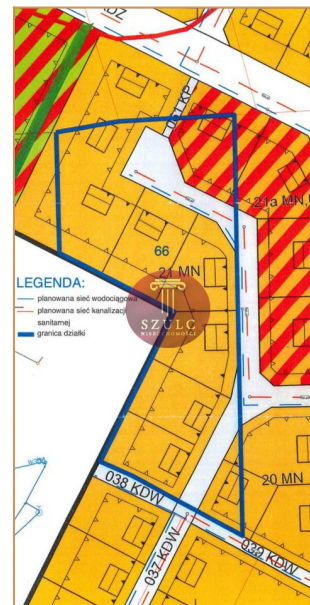 KP
21a MN,U
66
21 MN
LEGENDA:
planowana sieć wodociągowa
planowana sieć kanalizacji
sanitarnej
granica działki
SZULC
NIERUCHOMOŚCI
20 MN
038 KDW
039 KDW
037 KDW